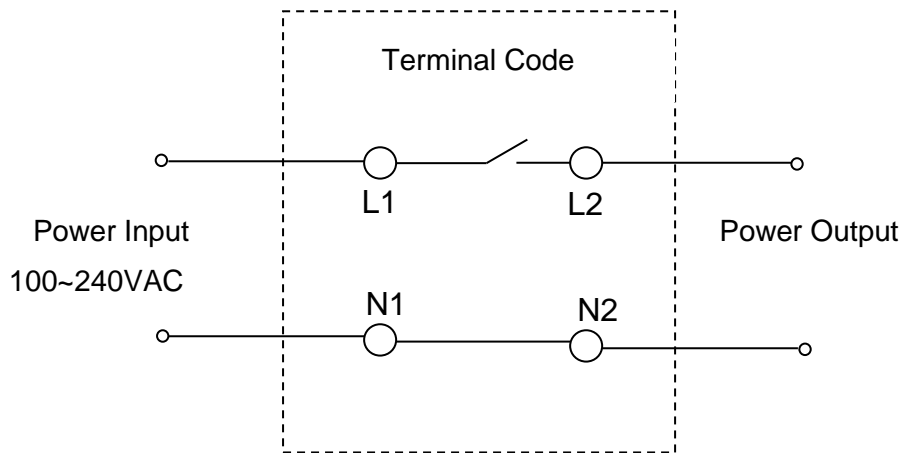 Terminal Code
L1
L2
Power Input
Power Output
100~240VAC
N1
N2